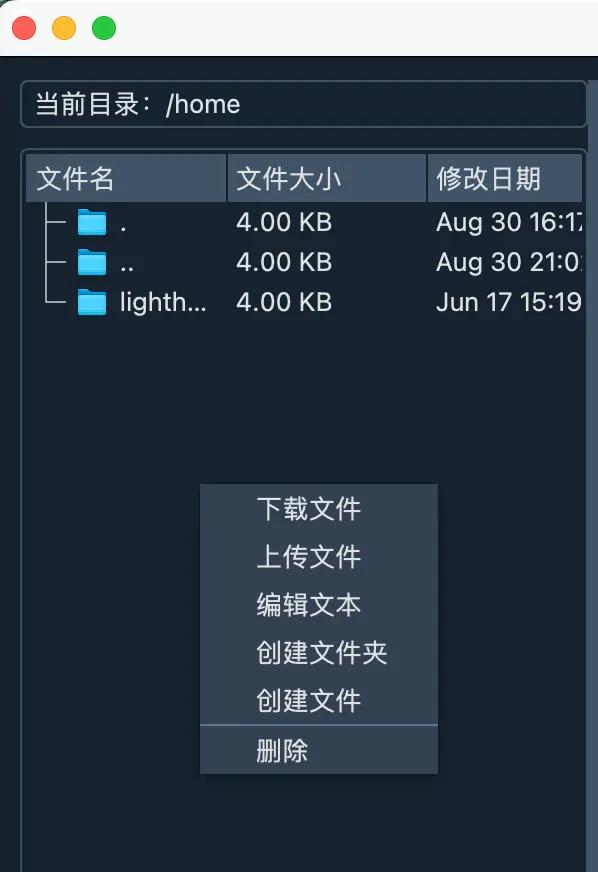 当前目录：/home
文件名 文件大小 修改日期
. 4.00 KB Aug 30 16:17
.. 4.00 KB Aug 30 21:0
lighth... 4.00 KB Jun 17 15:19
下载文件
上传文件
编辑文本
创建文件夹
创建文件
删除